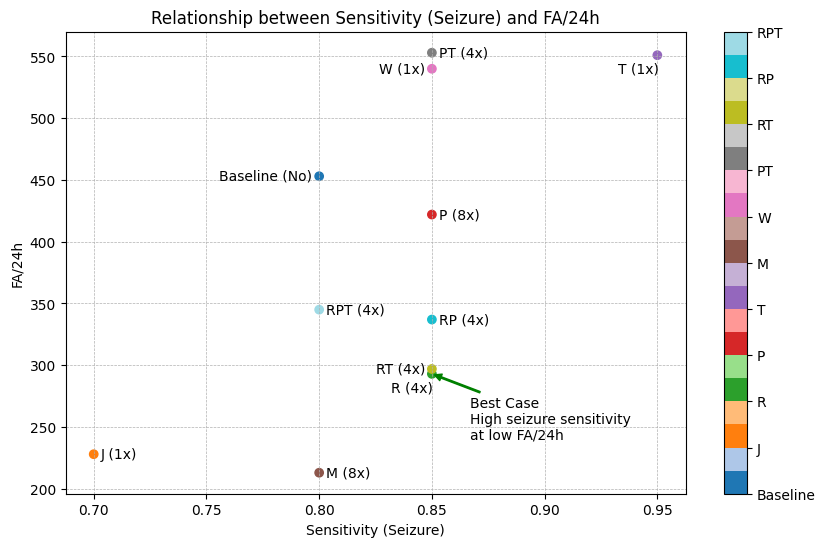 Relationship between Sensitivity (Seizure) and FA/24h
550
500
450
400
350
300
250
200
FA/24h
PT (4x)
W (1x)
T (1x)
Baseline (No)
P (8x)
RPT (4x)
RP (4x)
RT (4x)
R (4x)
Best Case
High seizure sensitivity
at low FA/24h
J (1x)
M (8x)
0.70
0.75
0.80
0.85
0.90
0.95
Sensitivity (Seizure)
RPT
RP
RT
PT
W
M
T
P
R
J
Baseline